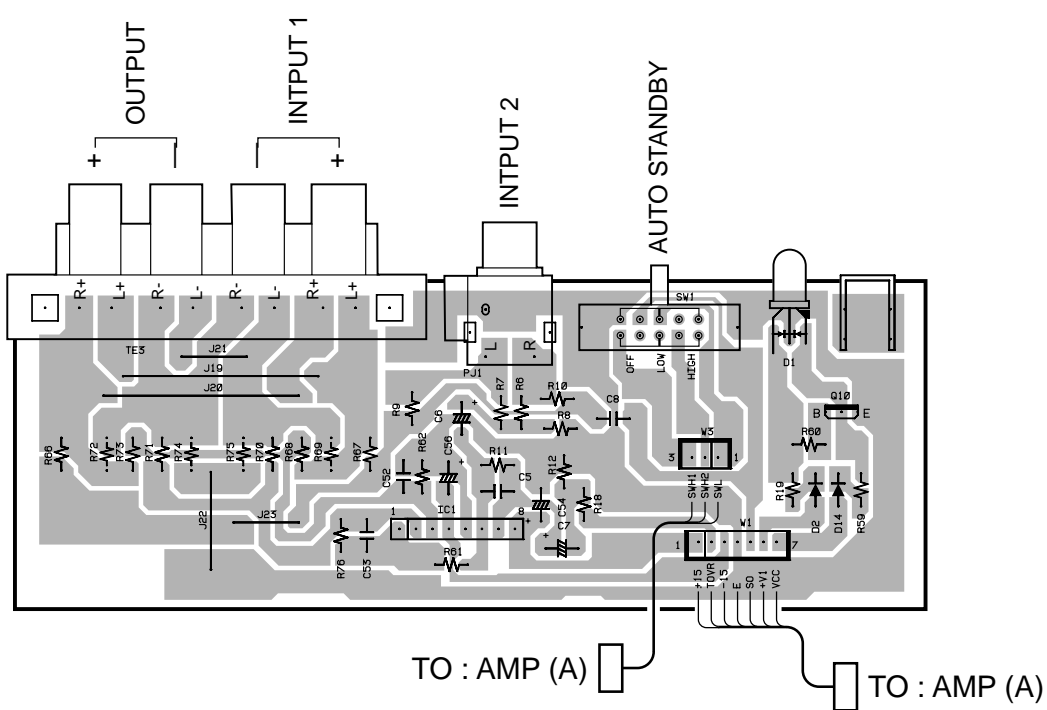 OUTPUT
INTPUT 1
INTPUT 2
AUTO STANDBY
+
+
R+
L+
R-
L-
R-
L-
R+
L+
TE3
J21
J19
J20
PJ1
L
R
0
SW1
OFF
LOW
HIGH
D1
Q10
B
E
R10
R7
R6
R9
C6
+
R8
C8
R60
W3
3
1
R66
R72
R73
R71
R74
R75
R70
R68
R69
R67
C52
R62
C56
+
R11
C5
R12
C54
R18
R19
D2
D14
R59
SWH1
SWH2
SWL
J22
J23
1
IC1
8
+
C7
+
W1
1
7
R76
C53
R61
+15
TOVR
-15
E
SO
+V1
VCC
TO : AMP (A)
TO : AMP (A)